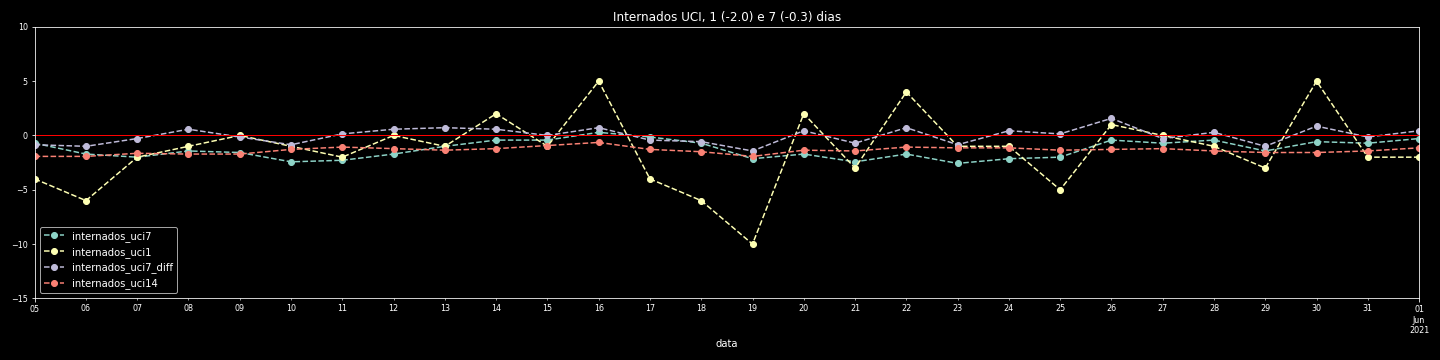 Internados UCI, 1 (-2.0) e 7 (-0.3) dias
10
5
0
−5
−10
−15
internados_uci7
internados_uci1
internados_uci7_diff
internados_uci14
05 06 07 08 09 10 11 12 13 14 15 16 17 18 19 20 21 22 23 24 25 26 27 28 29 30 31 01
Jun
2021
data